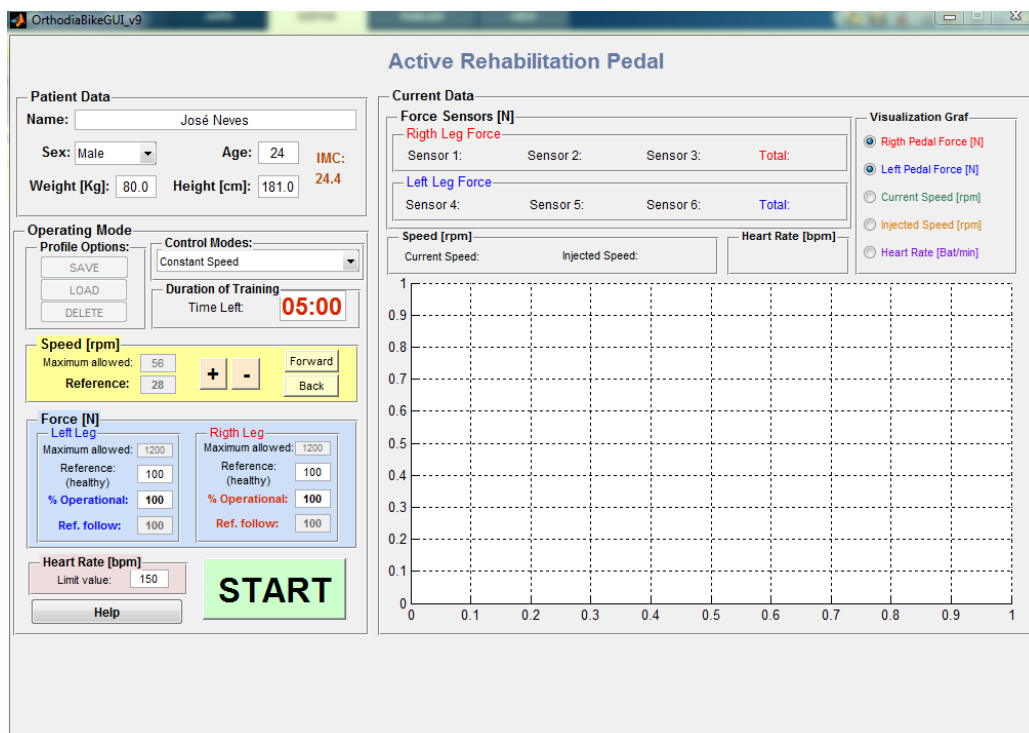 OrthodiaBikeGUI_v9
Active Rehabilitation Pedal
Patient Data
Name: José Neves
Sex: Male Age: 24 IMC:
Weight [Kg]: 80.0 Height [cm]: 181.0 24.4
Operating Mode
Profile Options:
SAVE
LOAD
DELETE
Control Modes:
Constant Speed
Duration of Training
Time Left: 05:00
Speed [rpm]
Maximum allowed: 56
Reference: 28
+ -
Forward
Back
Force [N]
Left Leg
Maximum allowed: 1200
Reference: 100
(healthy)
% Operational: 100
Ref. follow: 100
Rigth Leg
Maximum allowed: 1200
Reference: 100
(healthy)
% Operational: 100
Ref. follow: 100
Heart Rate [bpm]
Limit value: 150
Help
START
Current Data
Force Sensors [N]
Rigth Leg Force
Sensor 1: Sensor 2: Sensor 3: Total:
Left Leg Force
Sensor 4: Sensor 5: Sensor 6: Total:
Speed [rpm]
Current Speed: Injected Speed:
Heart Rate [bpm]
Visualization Graf
Rigth Pedal Force [N]
Left Pedal Force [N]
Current Speed [rpm]
Injected Speed [rpm]
Heart Rate [Bat/min]
1
0.9
0.8
0.7
0.6
0.5
0.4
0.3
0.2
0.1
0
0 0.1 0.2 0.3 0.4 0.5 0.6 0.7 0.8 0.9 1